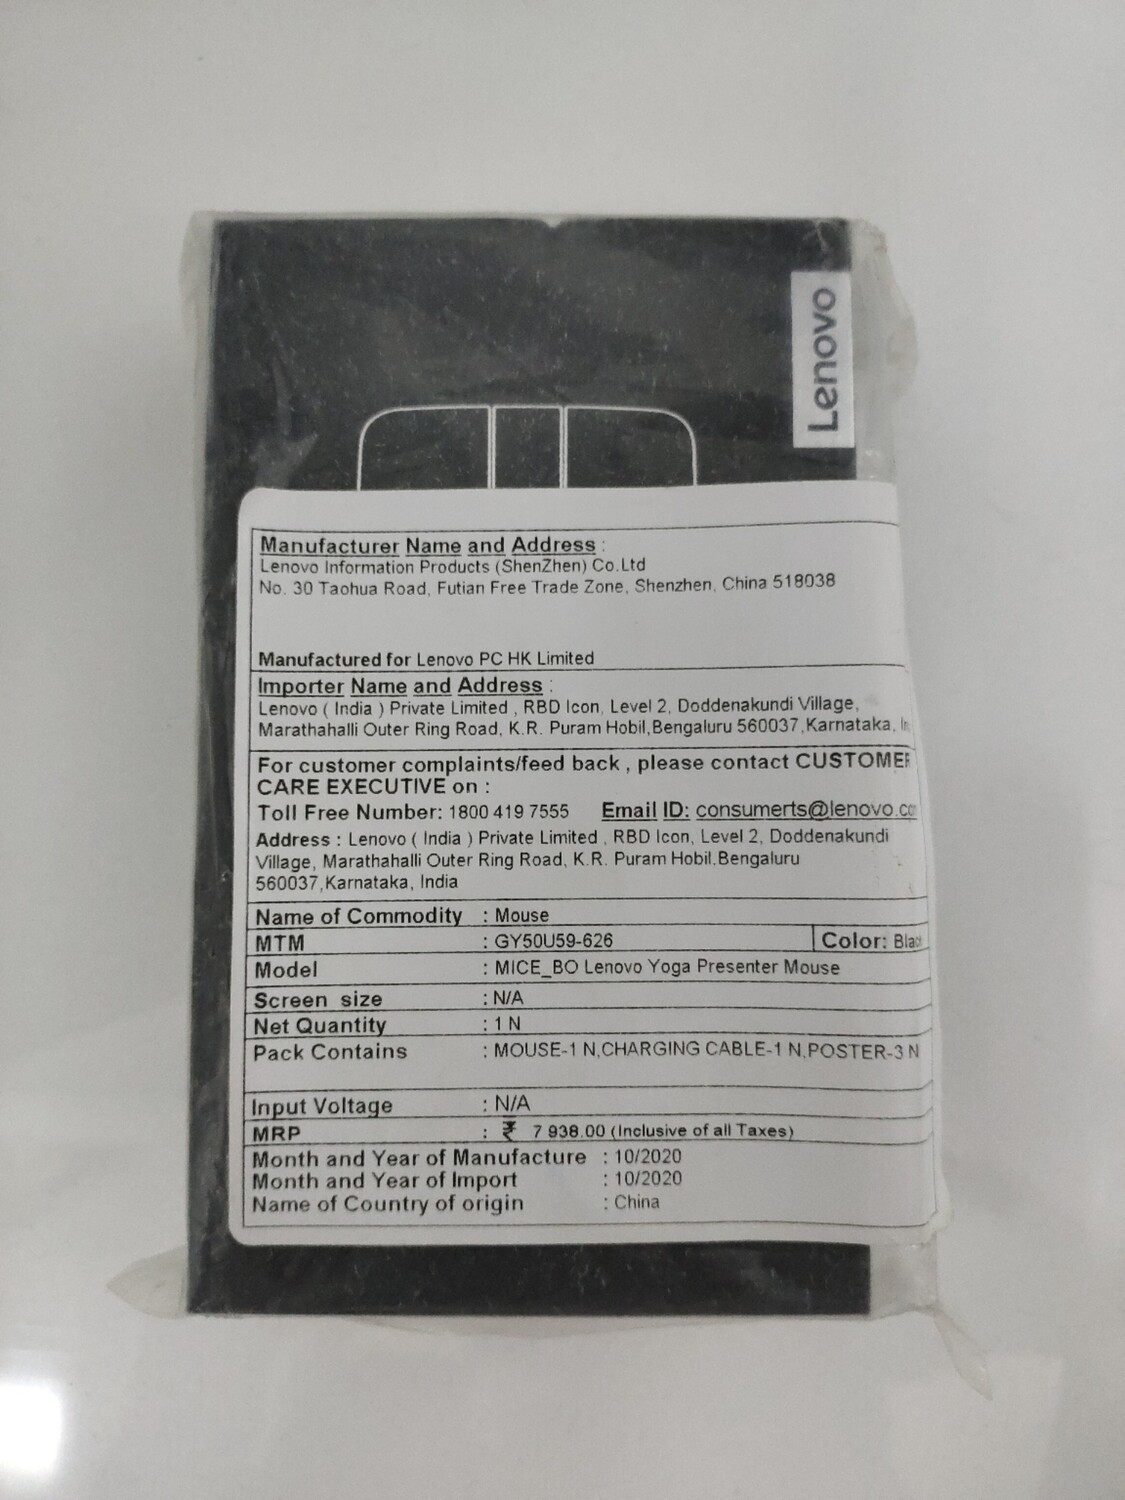 Lenovo
Manufacturer Name and Address :
Lenovo Information Products (ShenZhen) Co.Ltd
No. 30 Taohua Road, Futian Free Trade Zone, Shenzhen, China 518038
Manufactured for Lenovo PC HK Limited
Importer Name and Address :
Lenovo ( India ) Private Limited , RBD Icon, Level 2, Doddenakundi Village,
Marathahalli Outer Ring Road, K.R. Puram Hobil,Bengaluru 560037,Karnataka,
For customer complaints/feed back , please contact CUSTOMER
CARE EXECUTIVE on :
Toll Free Number: 1800 419 7555 Email ID: consumerts@lenovo.co
Address : Lenovo ( India ) Private Limited , RBD Icon, Level 2, Doddenakundi
Village, Marathahalli Outer Ring Road, K.R. Puram Hobil,Bengaluru
560037,Karnataka, India
Name of Commodity : Mouse
MTM : GY50U59-626 Color: Blac
Model : MICE_BO Lenovo Yoga Presenter Mouse
Screen size : N/A
Net Quantity : 1 N
Pack Contains : MOUSE-1 N,CHARGING CABLE-1 N,POSTER-3 N
Input Voltage : N/A
MRP : ₹ 7 938.00 (Inclusive of all Taxes)
Month and Year of Manufacture : 10/2020
Month and Year of Import : 10/2020
Name of Country of origin : China